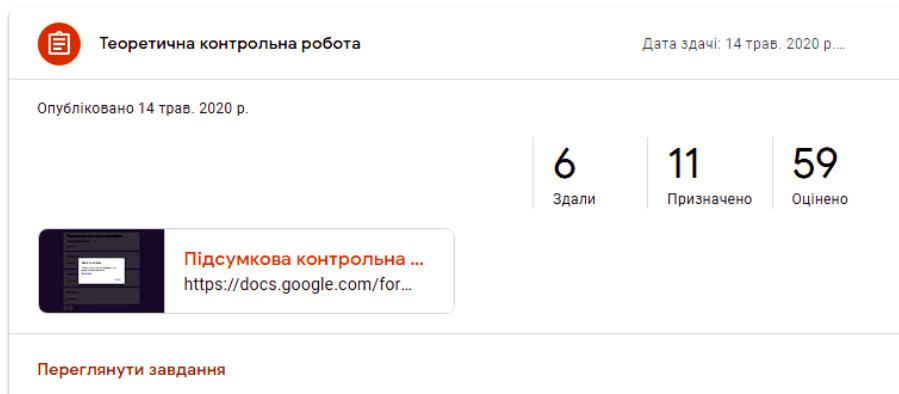 Теоретична контрольна робота
Дата здачі: 14 трав. 2020 р....
Опубліковано 14 трав. 2020 р.
6
Здали
11
Призначено
59
Оцінено
Підсумкова контрольна ...
https://docs.google.com/for...
Переглянути завдання